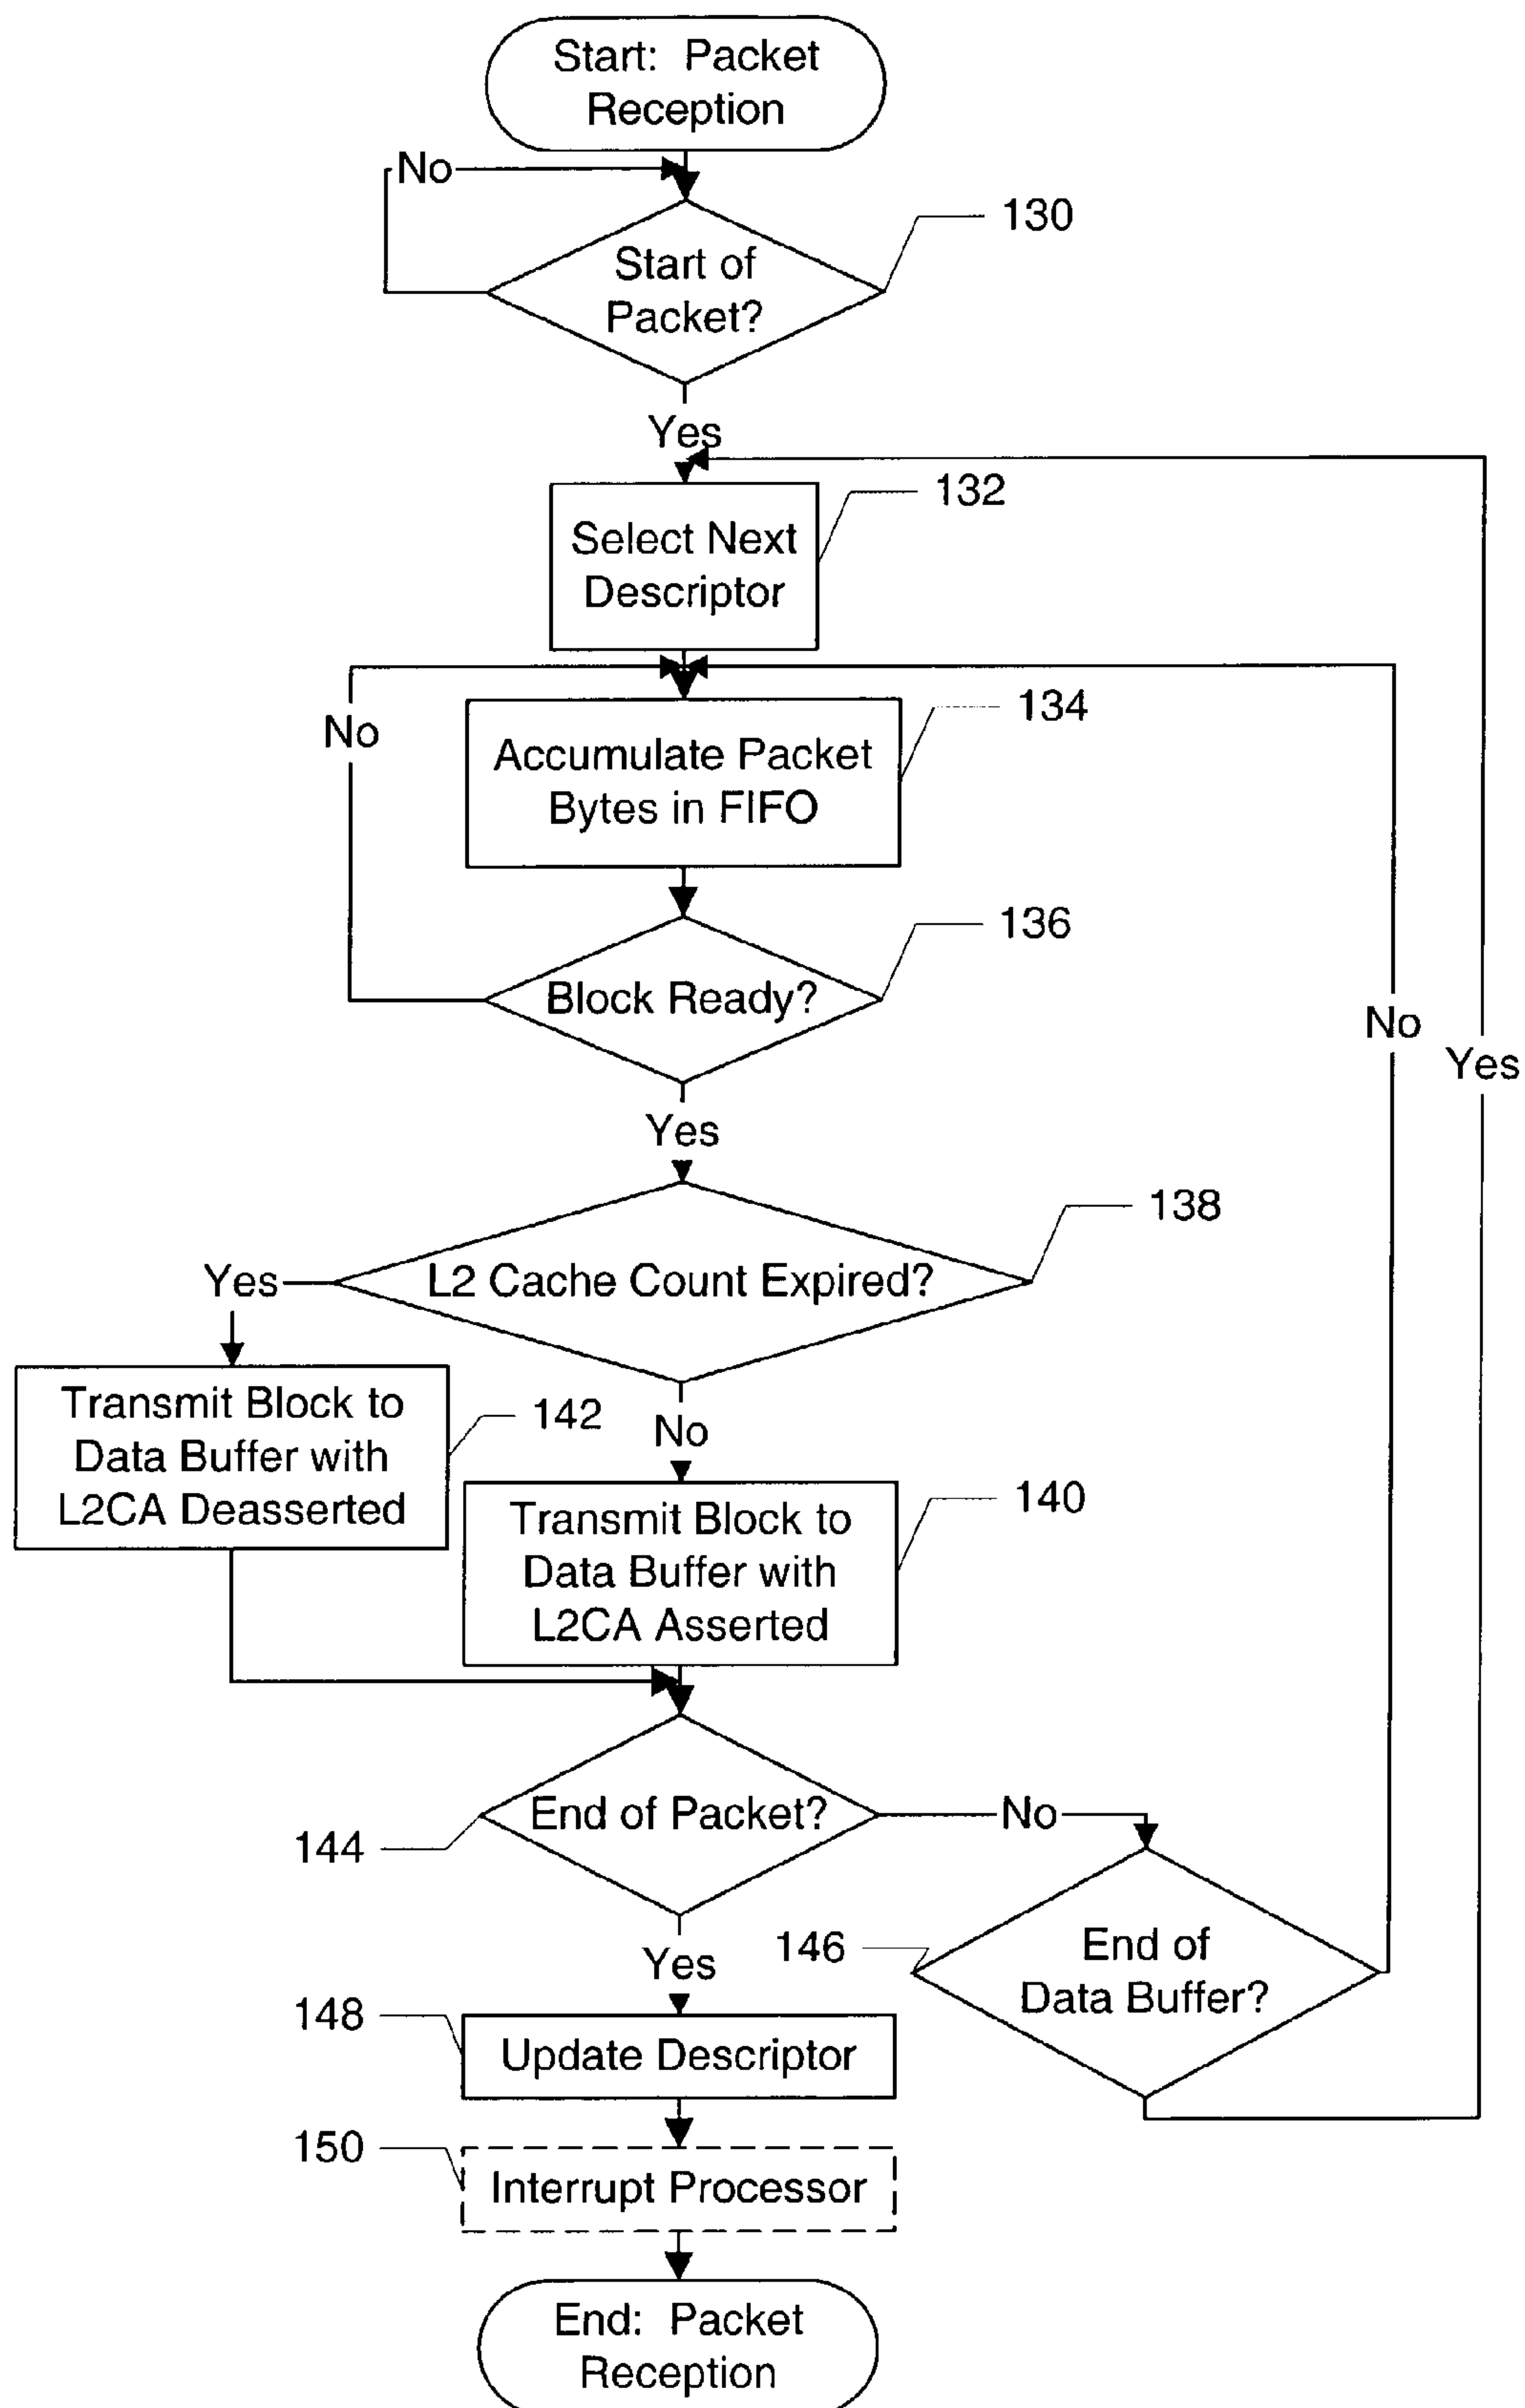 Start: Packet
Reception
No
130
Start of
Packet?
Yes
132
Select Next
Descriptor
134
No
Accumulate Packet
Bytes in FIFO
136
Block Ready?
No
Yes
Yes
138
L2 Cache Count Expired?
Yes
Transmit Block to
Data Buffer with
L2CA Deasserted
142
No
140
Transmit Block to
Data Buffer with
L2CA Asserted
End of Packet?
No
144
146
End of
Data Buffer?
Yes
148
Update Descriptor
150
Interrupt Processor
End: Packet
Reception